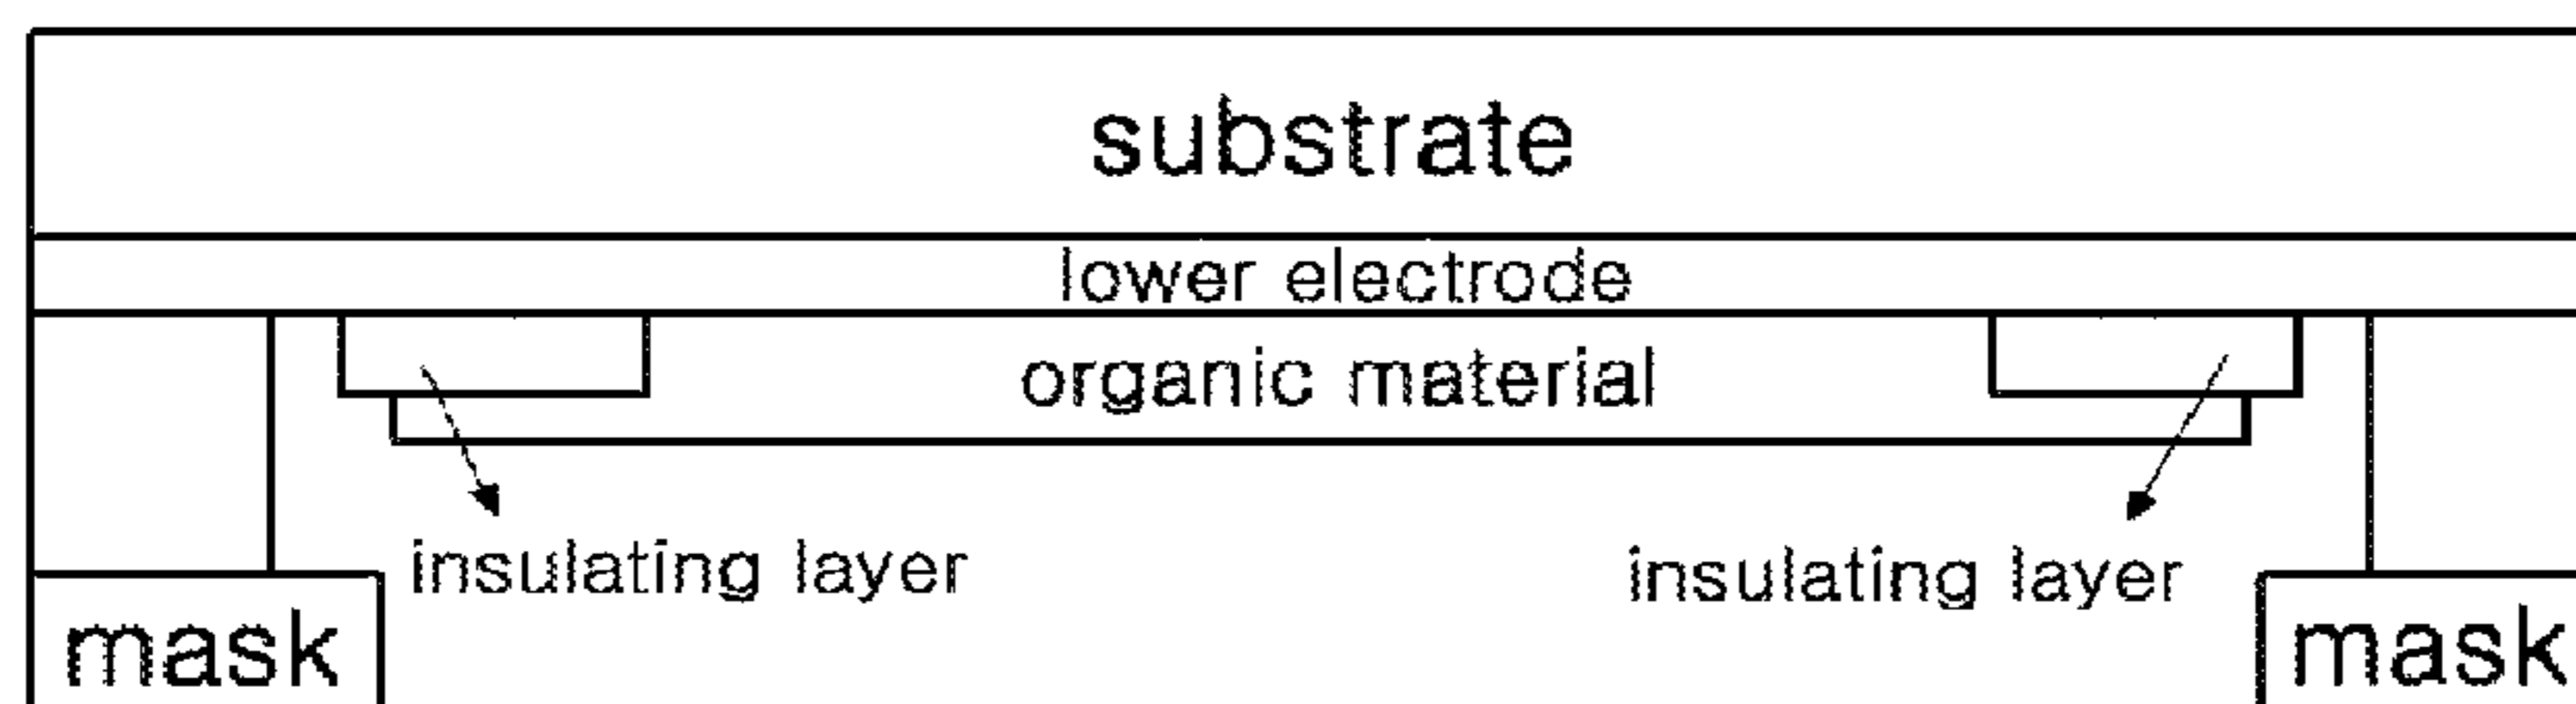 substrate
lower electrode
organic material
insulating layer
insulating layer
mask
mask